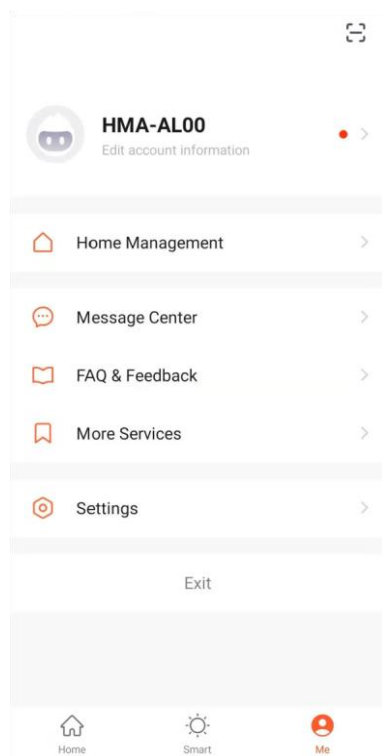 HMA-AL00
Edit account information
Home Management
Message Center
FAQ & Feedback
More Services
Settings
Exit
Home
Smart
Me